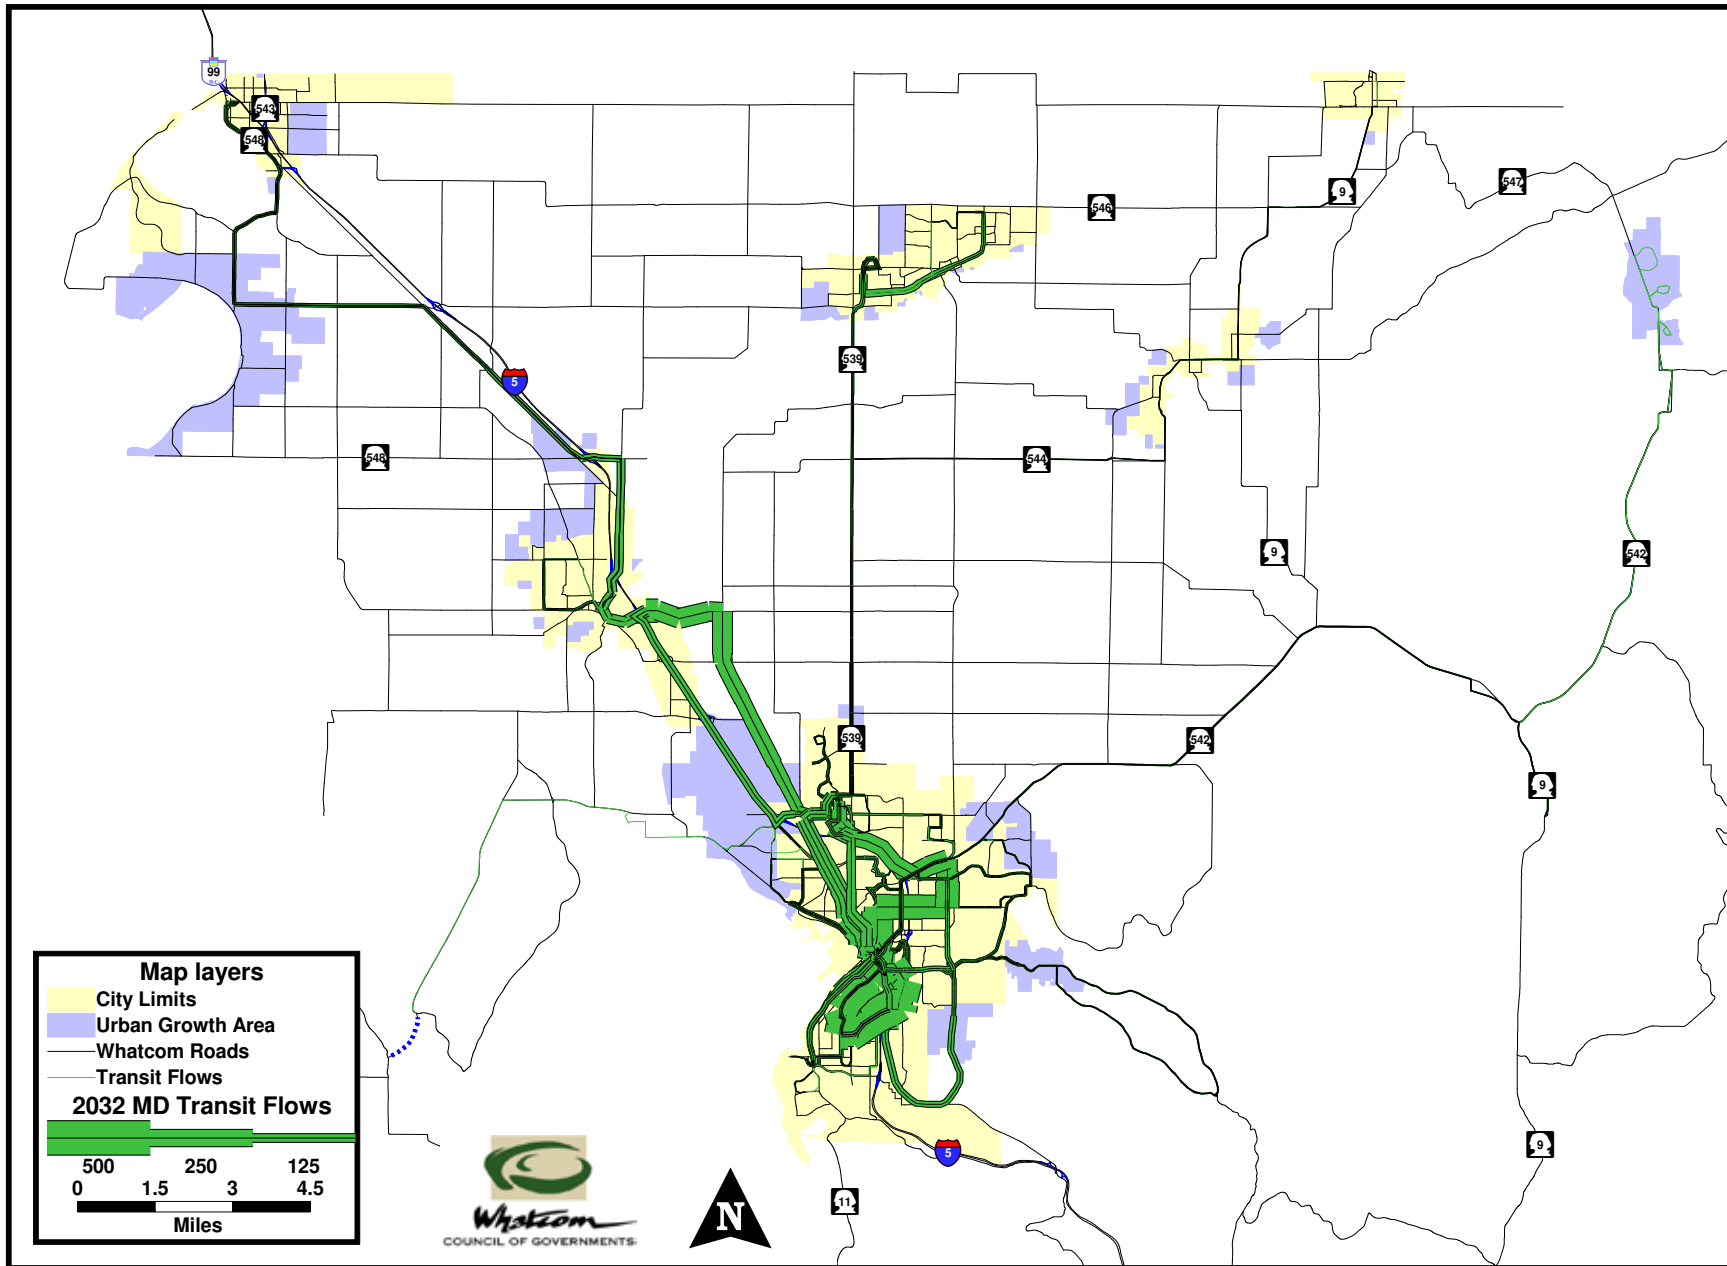 99
B.C.
543
548
9
547
546
539
5
548
544
9
542
539
542
9
Map layers
City Limits
Urban Growth Area
Whatcom Roads
Transit Flows
2032 MD Transit Flows
500 250 125
0 1.5 3 4.5
Miles
Whatcom
COUNCIL OF GOVERNMENTS
N
5
9
11